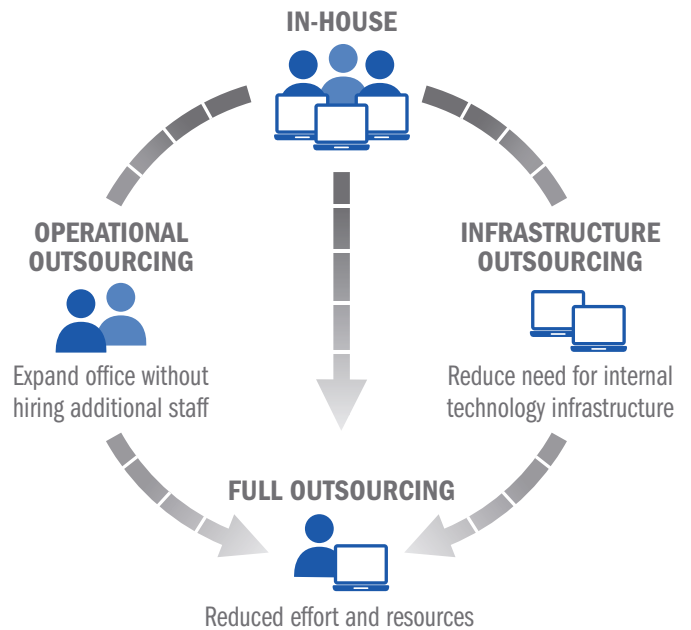 IN-HOUSE
OPERATIONAL
OUTSOURCING
Expand office without
hiring additional staff
INFRASTRUCTURE
OUTSOURCING
Reduce need for internal
technology infrastructure
FULL OUTSOURCING
Reduced effort and resources